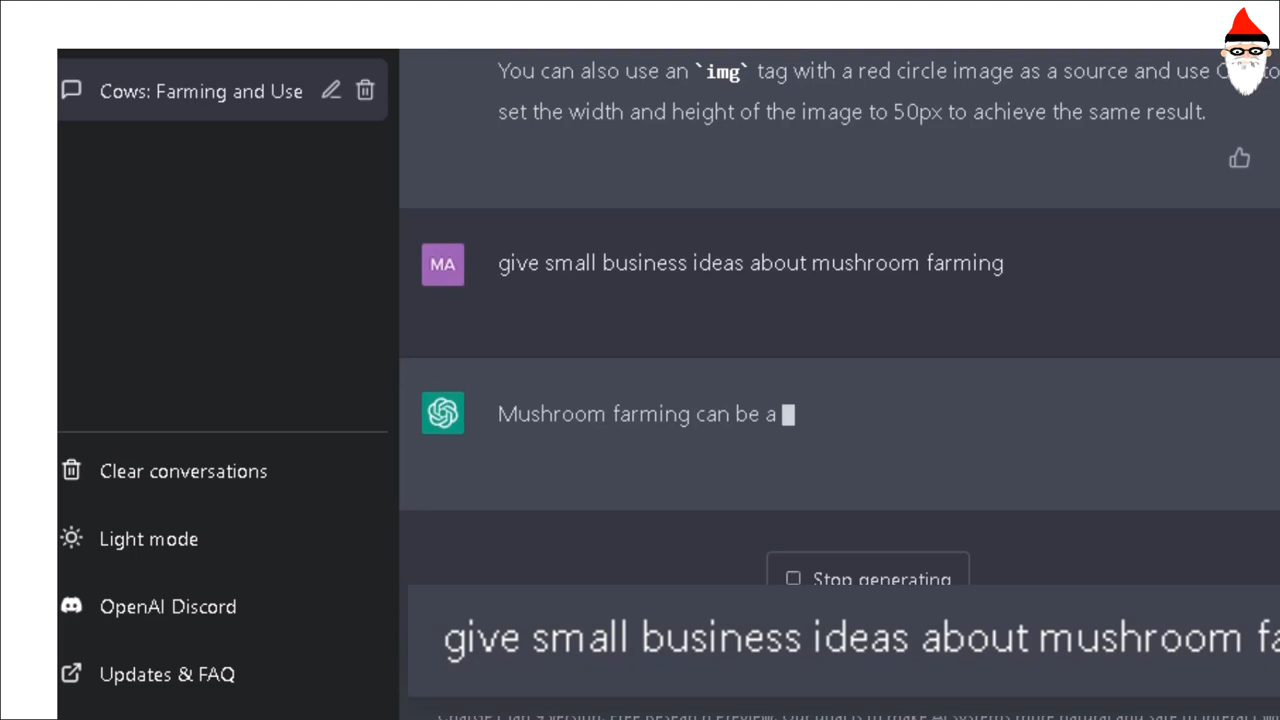 Cows: Farming and Use
You can also use an `img` tag with a red circle image as a source and use
set the width and height of the image to 50px to achieve the same result.
MA
give small business ideas about mushroom farming
Mushroom farming can be a
Clear conversations
Light mode
OpenAI Discord
Updates & FAQ
Stop generating
give small business ideas about mushroom